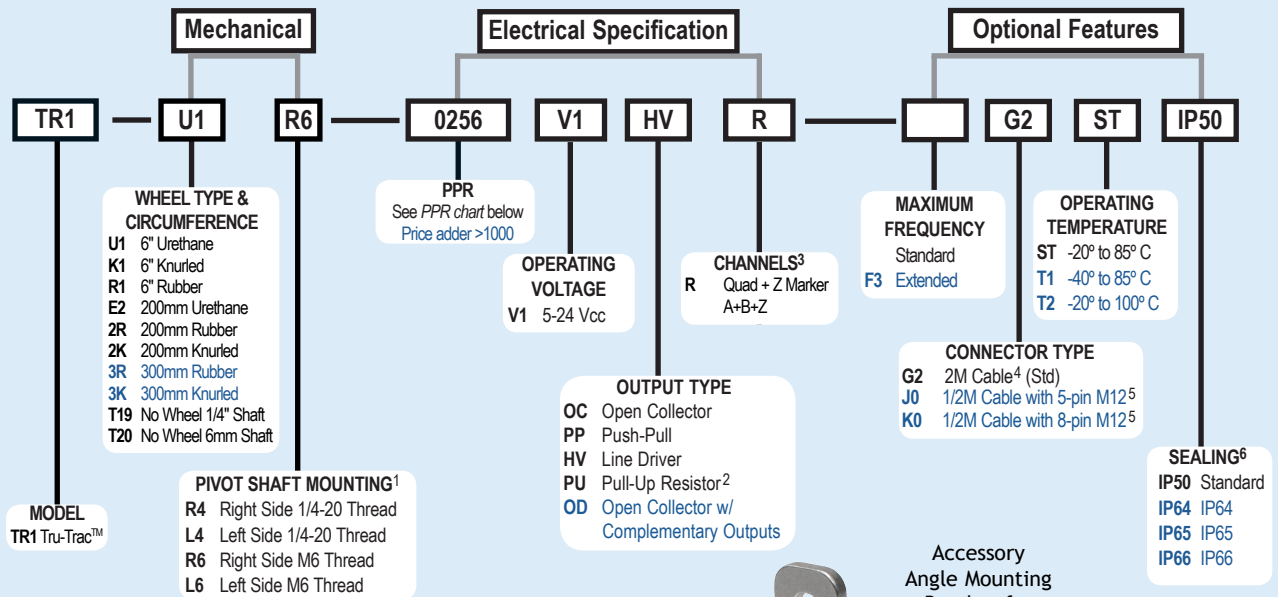 Mechanical
Electrical Specification
Optional Features
TR1
U1
R6
0256
V1
HV
R
G2
ST
IP50
WHEEL TYPE &
CIRCUMFERENCE
U1 6" Urethane
K1 6" Knurled
R1 6" Rubber
E2 200mm Urethane
2R 200mm Rubber
2K 200mm Knurled
3R 300mm Rubber
3K 300mm Knurled
T19 No Wheel 1/4" Shaft
T20 No Wheel 6mm Shaft
PPR
See PPR chart below
Price adder >1000
OPERATING
VOLTAGE
V1 5-24 Vcc
CHANNELS3
R Quad + Z Marker
A+B+Z
MAXIMUM
FREQUENCY
Standard
F3 Extended
OPERATING
TEMPERATURE
ST -20º to 85º C
T1 -40º to 85º C
T2 -20º to 100º C
CONNECTOR TYPE
G2 2M Cable4 (Std)
J0 1/2M Cable with 5-pin M12 5
K0 1/2M Cable with 8-pin M12 5
OUTPUT TYPE
OC Open Collector
PP Push-Pull
HV Line Driver
PU Pull-Up Resistor2
OD Open Collector w/
Complementary Outputs
SEALING6
IP50 Standard
IP64 IP64
IP65 IP65
IP66 IP66
PIVOT SHAFT MOUNTING1
R4 Right Side 1/4-20 Thread
L4 Left Side 1/4-20 Thread
R6 Right Side M6 Thread
L6 Left Side M6 Thread
MODEL
TR1 Tru-Trac™
Accessory
Angle Mounting